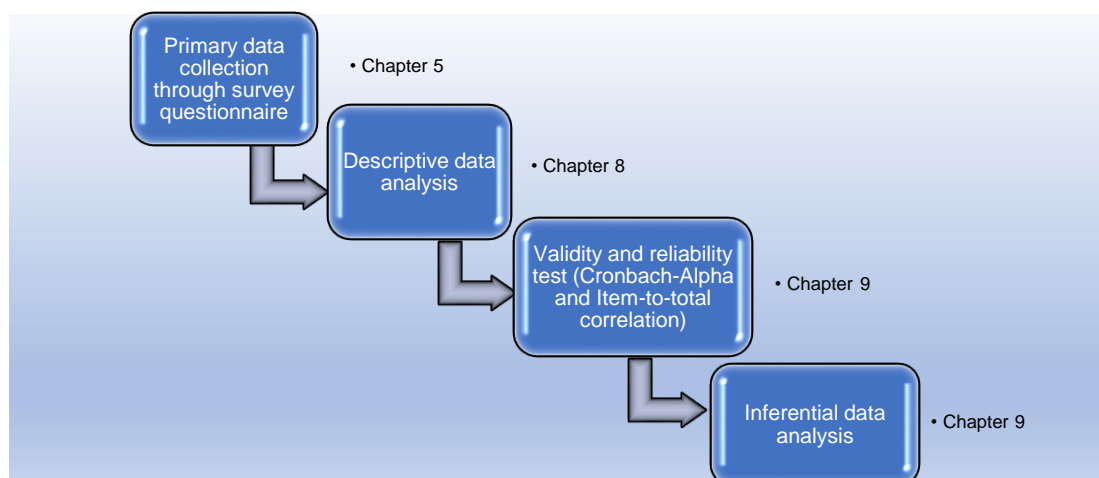 Primary data
collection
through survey
questionnaire
• Chapter 5
Descriptive data
analysis
• Chapter 8
Validity and reliability
test (Cronbach-Alpha
and Item-to-total
correlation)
• Chapter 9
Inferential data
analysis
• Chapter 9